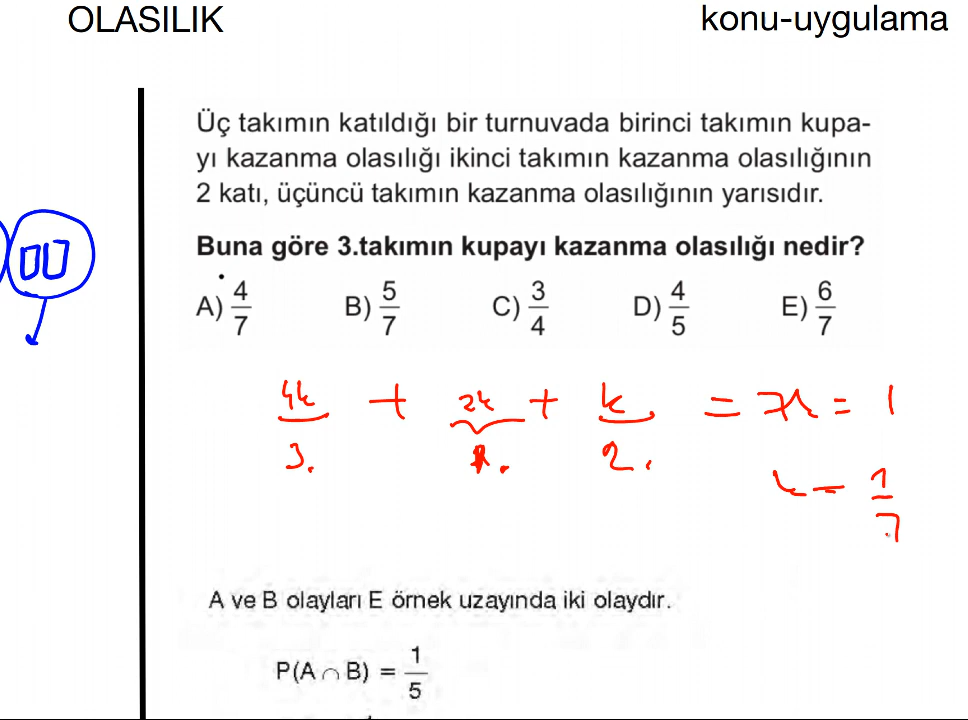 OLASILIK
konu-uygulama
Üç takımın katıldığı bir turnuvada birinci takımın kupa-
yı kazanma olasılığı ikinci takımın kazanma olasılığının
2 katı, üçüncü takımın kazanma olasılığının yarısıdır.
Buna göre 3.takımın kupayı kazanma olasılığı nedir?
A) 4/7 B) 5/7 C) 3/4 D) 4/5 E) 6/7
4k + 2k + k = 7k = 1
3. 1. 2.
k = 1/7
A ve B olayları E örnek uzayında iki olaydır.
P(A ∩ B) = 1/5